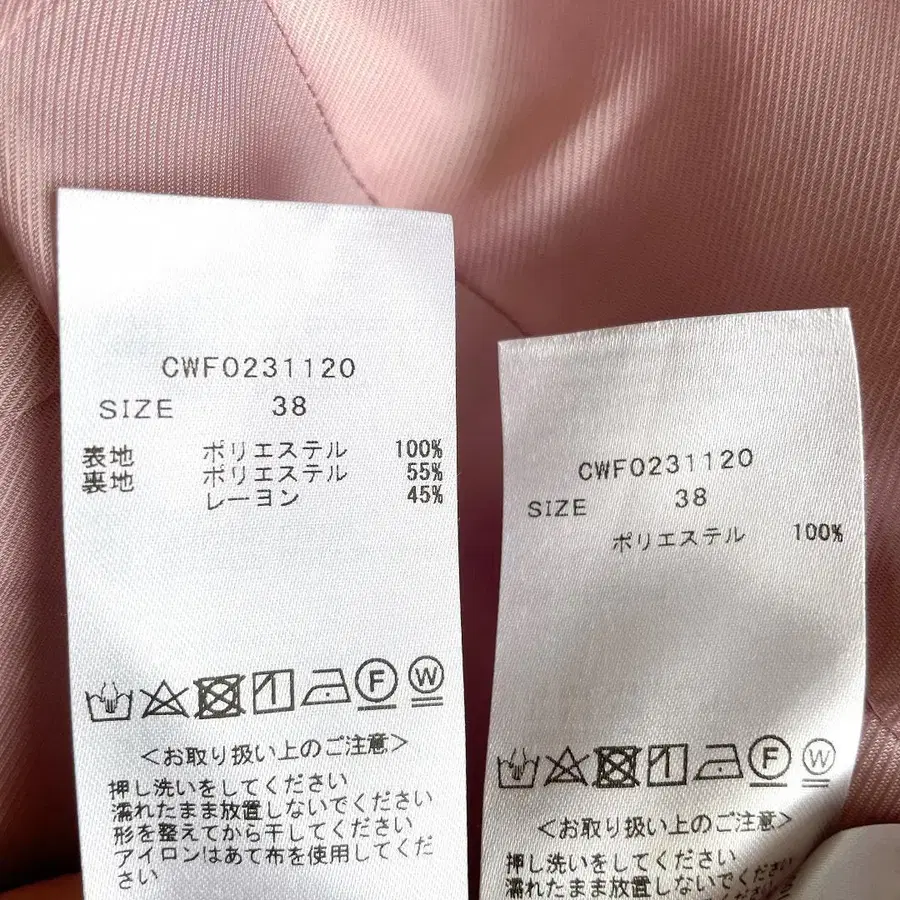 CWF0231120
SIZE 38
表地 ポリエステル 100%
裏地 ポリエステル 55%
レーヨン 45%
F W
<お取り扱い上のご注意>
押し洗いをしてください
濡れたまま放置しないでください
形を整えてから干してください
アイロンはあて布を使用してくだ
さい
CWF0231120
SIZE 38
ポリエステル 100%
F W
<お取り扱い上のご注意>
押し洗いをしてください
濡れたまま放置しないでくださ